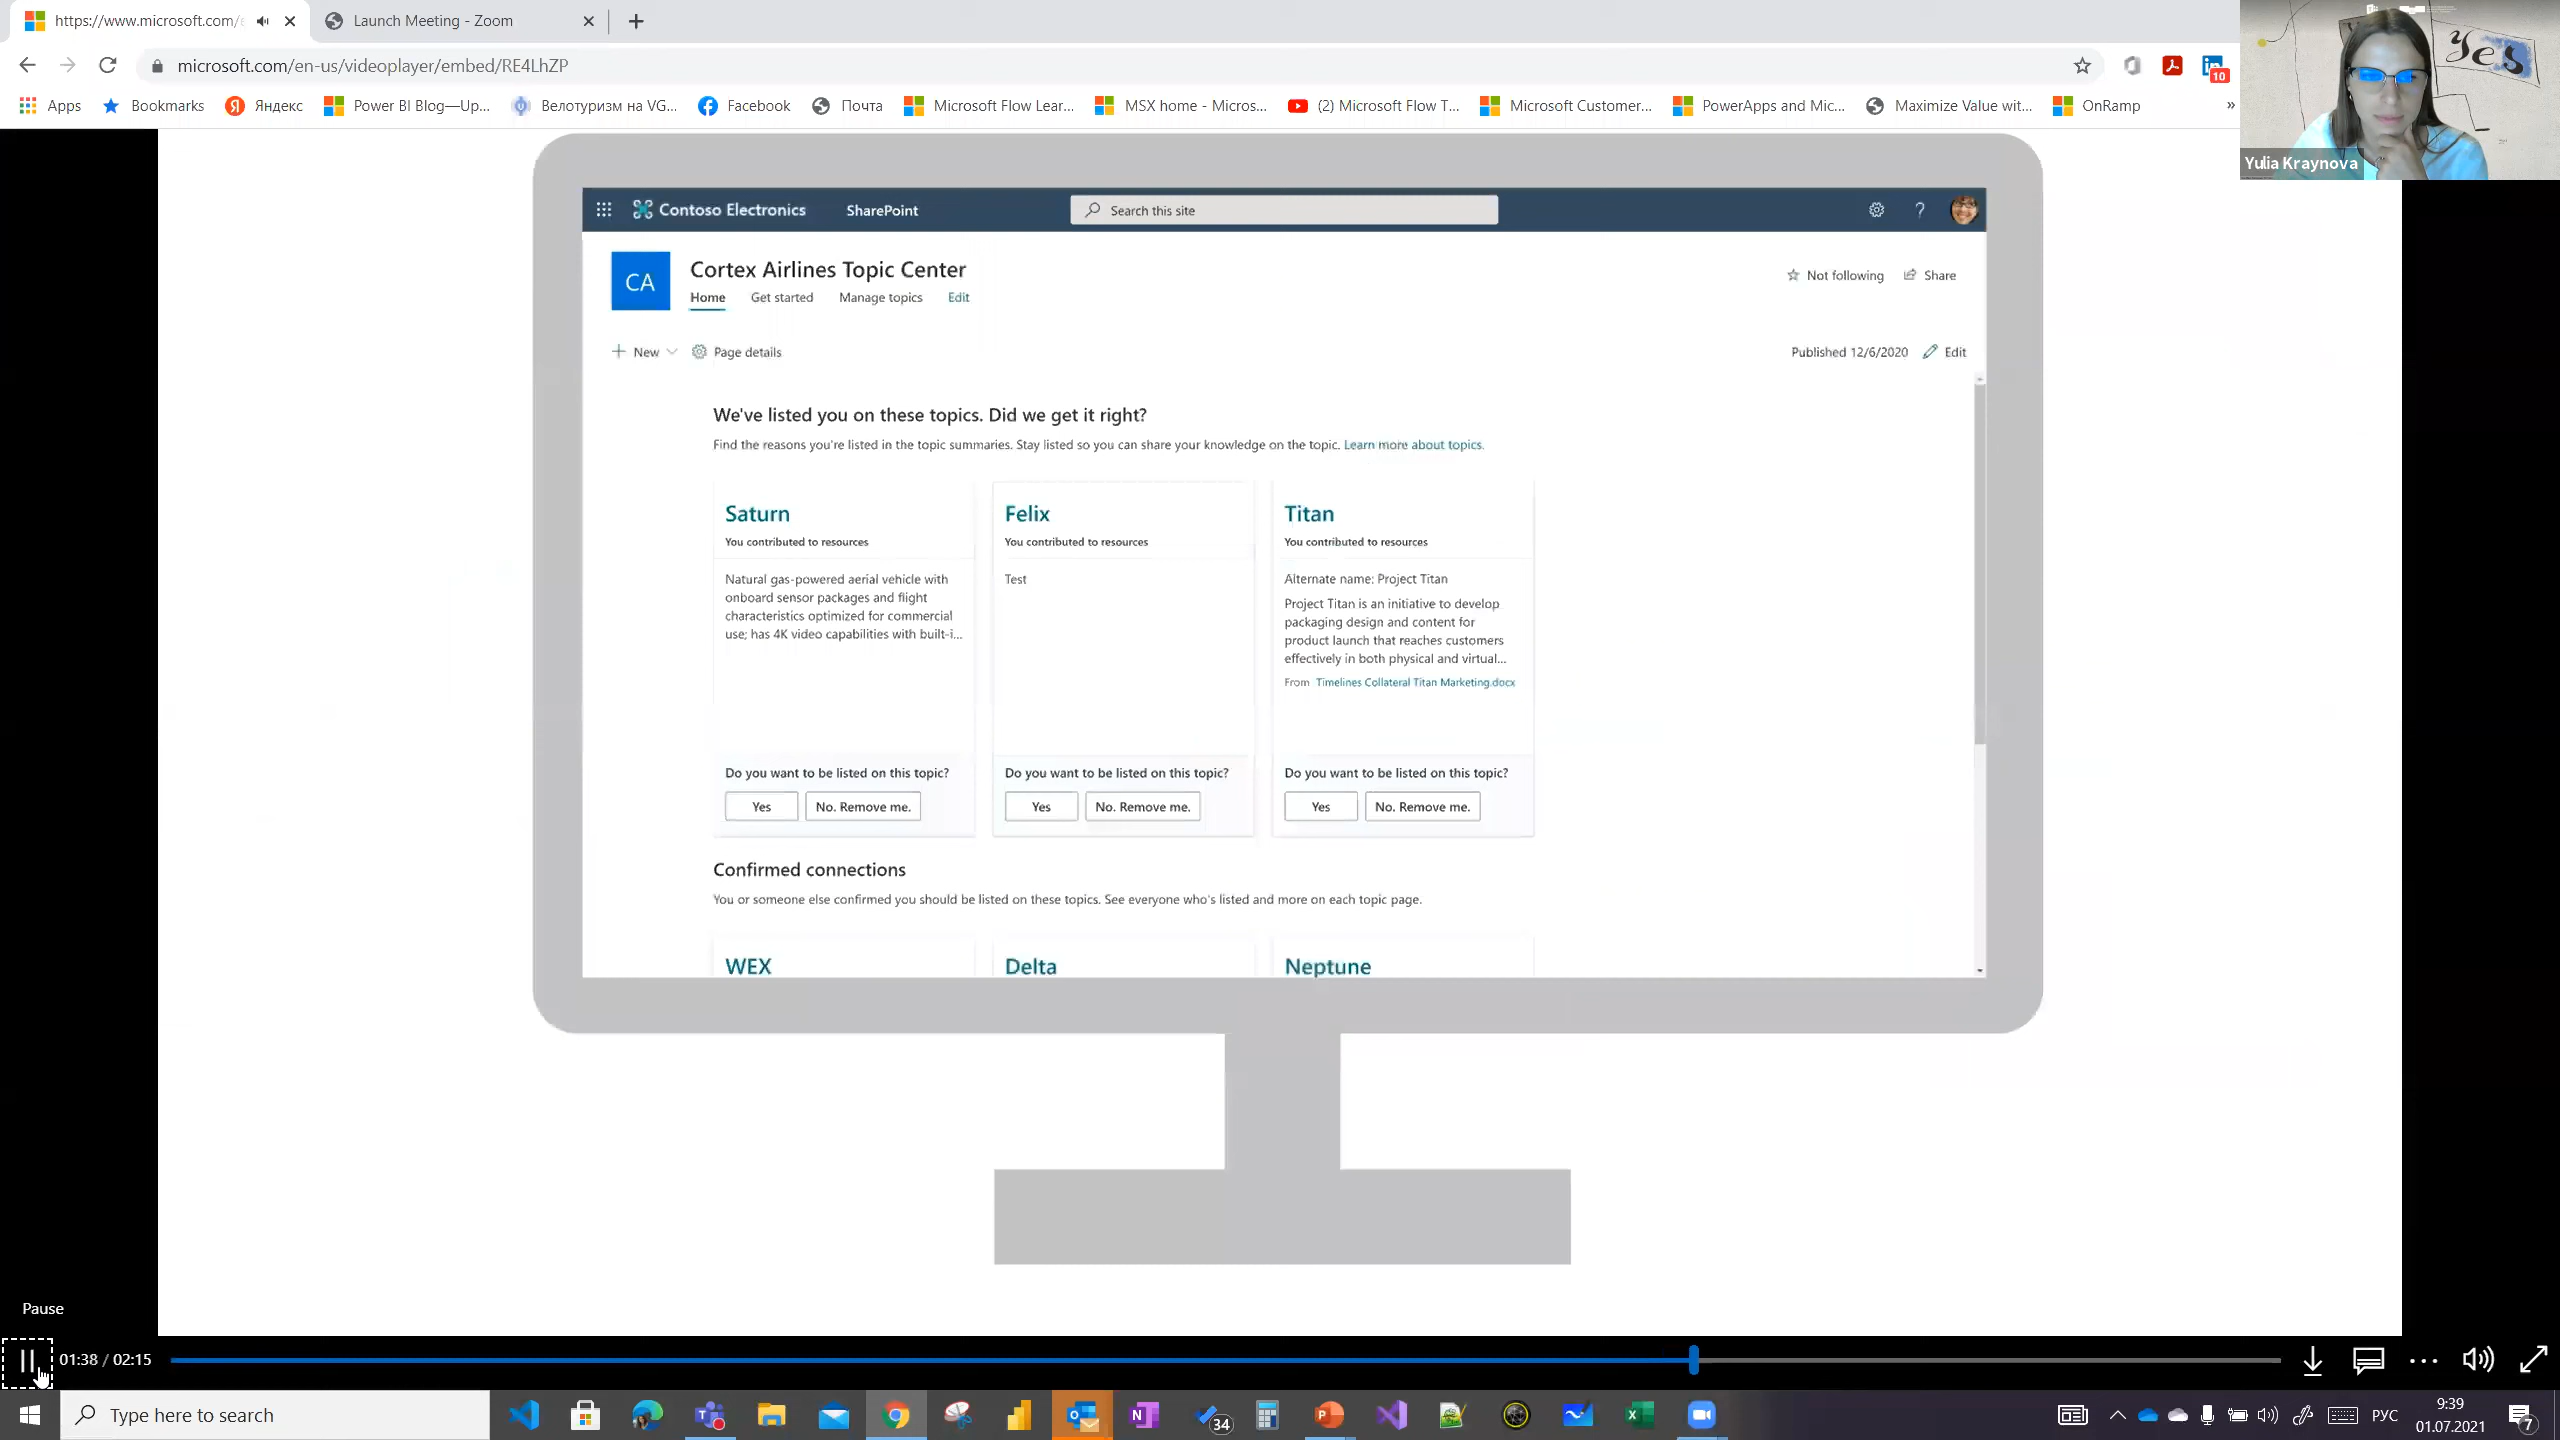 https://www.microsoft.com/
Launch Meeting - Zoom
microsoft.com/en-us/videoplayer/embed/RE4LhZP
10
Apps
Bookmarks
Яндекс
Power BI Blog—Up...
Велотуризм на VG...
Facebook
Почта
Microsoft Flow Lear...
MSX home - Micros...
(2) Microsoft Flow T...
Microsoft Customer...
PowerApps and Mic...
Maximize Value wit...
OnRamp
»
Yes
Yulia Kraynova
Contoso Electronics
SharePoint
Search this site
?
CA
Cortex Airlines Topic Center
Home
Get started
Manage topics
Edit
Not following
Share
New
Page details
Published 12/6/2020
Edit
We've listed you on these topics. Did we get it right?
Find the reasons you're listed in the topic summaries. Stay listed so you can share your knowledge on the topic. Learn more about topics.
Saturn
You contributed to resources
Natural gas-powered aerial vehicle with
onboard sensor packages and flight
characteristics optimized for commercial
use; has 4K video capabilities with built-i...
Do you want to be listed on this topic?
Yes
No. Remove me.
Felix
You contributed to resources
Test
Do you want to be listed on this topic?
Yes
No. Remove me.
Titan
You contributed to resources
Alternate name: Project Titan
Project Titan is an initiative to develop
packaging design and content for
product launch that reaches customers
effectively in both physical and virtual...
From Timelines Collateral Titan Marketing.docx
Do you want to be listed on this topic?
Yes
No. Remove me.
Confirmed connections
You or someone else confirmed you should be listed on these topics. See everyone who's listed and more on each topic page.
WEX
Delta
Neptune
Pause
01:38 / 02:15
Type here to search
34
РУС
9:39
01.07.2021
7